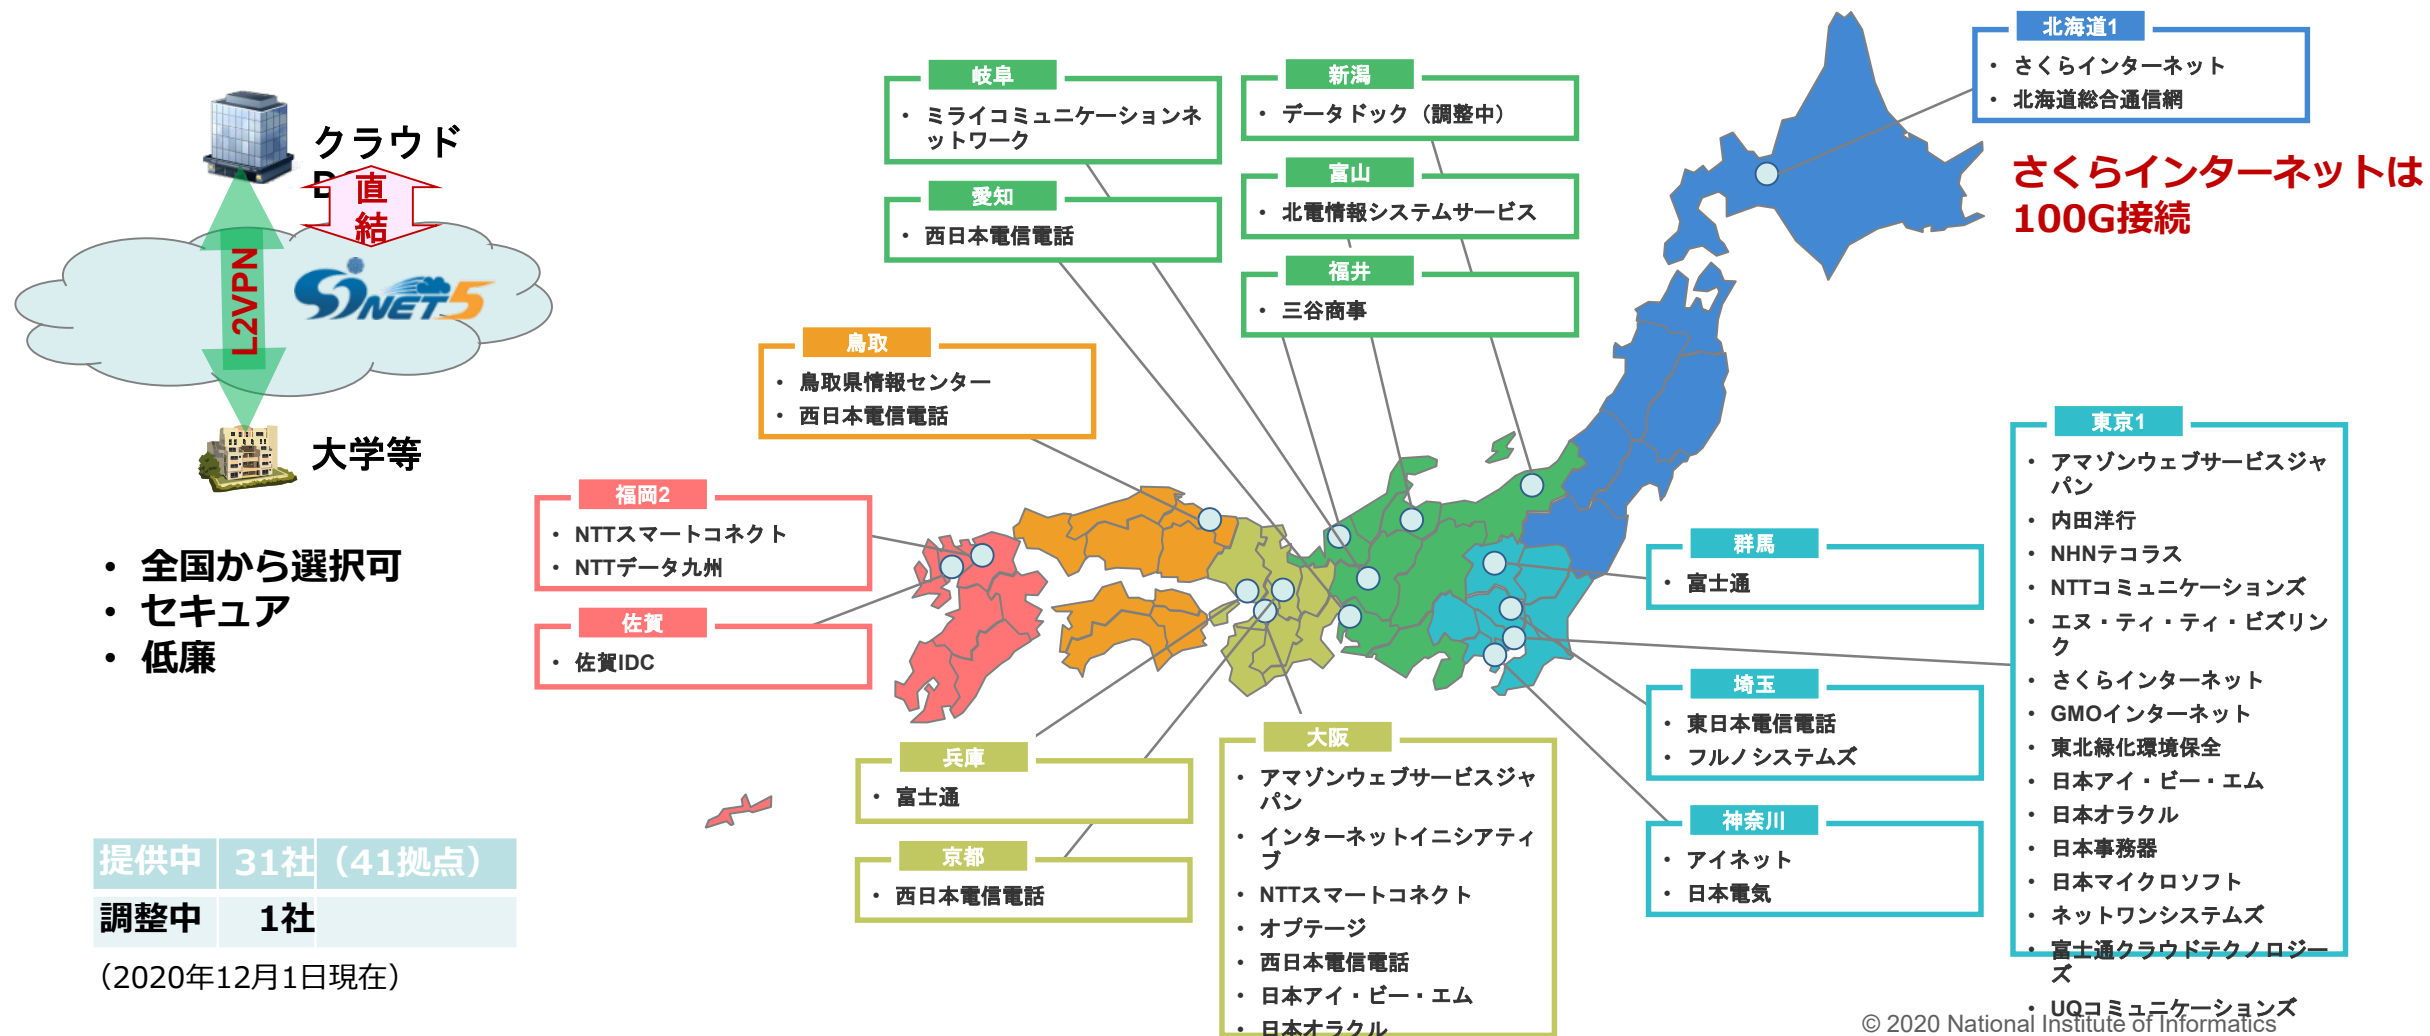 クラウド
直
結
L2VPN
SINET5
大学等
• 全国から選択可
• セキュア
• 低廉
提供中 31社 （41拠点）
調整中 1社
（2020年12月1日現在）
岐阜
• ミライコミュニケーションネ
ットワーク
愛知
• 西日本電信電話
新潟
• データドック（調整中）
富山
• 北電情報システムサービス
福井
• 三谷商事
北海道1
• さくらインターネット
• 北海道総合通信網
さくらインターネットは
100G接続
鳥取
• 鳥取県情報センター
• 西日本電信電話
福岡2
• NTTスマートコネクト
• NTTデータ九州
佐賀
• 佐賀IDC
兵庫
• 富士通
京都
• 西日本電信電話
大阪
• アマゾンウェブサービスジャ
パン
• インターネットイニシアティ
ブ
• NTTスマートコネクト
• オプテージ
• 西日本電信電話
• 日本アイ・ビー・エム
• 日本オラクル
群馬
• 富士通
埼玉
• 東日本電信電話
• フルノシステムズ
神奈川
• アイネット
• 日本電気
東京1
• アマゾンウェブサービスジャ
パン
• 内田洋行
• NHNテコラス
• NTTコミュニケーションズ
• エヌ・ティ・ティ・ビズリン
ク
• さくらインターネット
• GMOインターネット
• 東北緑化環境保全
• 日本アイ・ビー・エム
• 日本オラクル
• 日本事務器
• 日本マイクロソフト
• ネットワンシステムズ
• 富士通クラウドテクノロジー
ズ
• UQコミュニケーションズ
© 2020 National Institute of Informatics